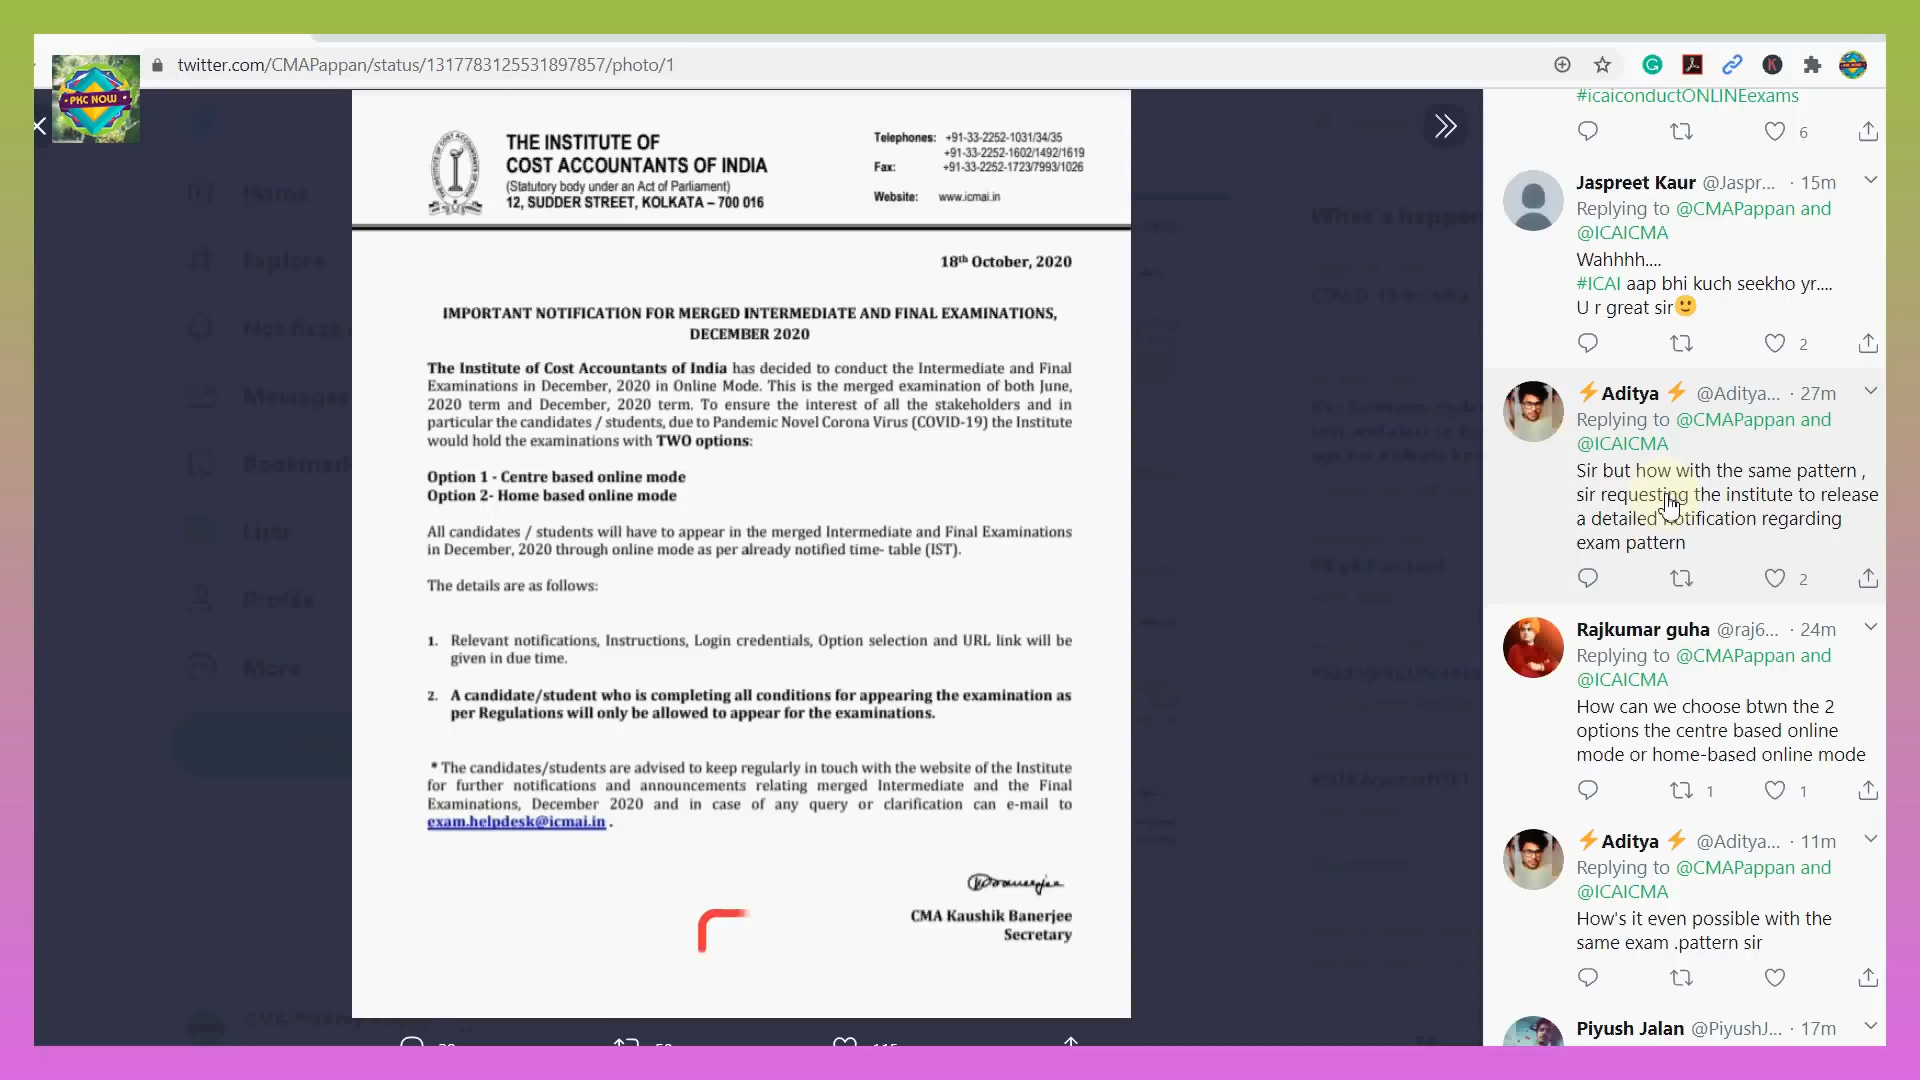 PKC NOW
twitter.com/CMAPappan/status/1317783125531897857/photo/1
THE INSTITUTE OF
COST ACCOUNTANTS OF INDIA
(Statutory body under an Act of Parliament)
12, SUDDER STREET, KOLKATA – 700 016
Telephones: +91-33-2252-1031/34/35
+91-33-2252-1602/1492/1619
Fax: +91-33-2252-1723/7993/1026
Website: www.icmai.in
18th October, 2020
IMPORTANT NOTIFICATION FOR MERGED INTERMEDIATE AND FINAL EXAMINATIONS,
DECEMBER 2020
The Institute of Cost Accountants of India has decided to conduct the Intermediate and Final
Examinations in December, 2020 in Online Mode. This is the merged examination of both June,
2020 term and December, 2020 term. To ensure the interest of all the stakeholders and in
particular the candidates / students, due to Pandemic Novel Corona Virus (COVID-19) the Institute
would hold the examinations with TWO options:
Option 1 - Centre based online mode
Option 2- Home based online mode
All candidates / students will have to appear in the merged Intermediate and Final Examinations
in December, 2020 through online mode as per already notified time- table (IST).
The details are as follows:
1. Relevant notifications, Instructions, Login credentials, Option selection and URL link will be
given in due time.
2. A candidate/student who is completing all conditions for appearing the examination as
per Regulations will only be allowed to appear for the examinations.
* The candidates/students are advised to keep regularly in touch with the website of the Institute
for further notifications and announcements relating merged Intermediate and the Final
Examinations, December 2020 and in case of any query or clarification can e-mail to
exam.helpdesk@icmai.in .
CMA Kaushik Banerjee
Secretary
#icaiconductONLINEexams
6
Jaspreet Kaur @Jaspr... · 15m
Replying to @CMAPappan and
@ICAICMA
Wahhhh....
#ICAI aap bhi kuch seekho yr....
U r great sir🙂
2
⚡Aditya ⚡ @Aditya... · 27m
Replying to @CMAPappan and
@ICAICMA
Sir but how with the same pattern ,
sir requesting the institute to release
a detailed notification regarding
exam pattern
2
Rajkumar guha @raj6... · 24m
Replying to @CMAPappan and
@ICAICMA
How can we choose btwn the 2
options the centre based online
mode or home-based online mode
1 1
⚡Aditya ⚡ @Aditya... · 11m
Replying to @CMAPappan and
@ICAICMA
How's it even possible with the
same exam .pattern sir
Piyush Jalan @PiyushJ... · 17m
Home
Explore
Messages
Lists
Profile
More